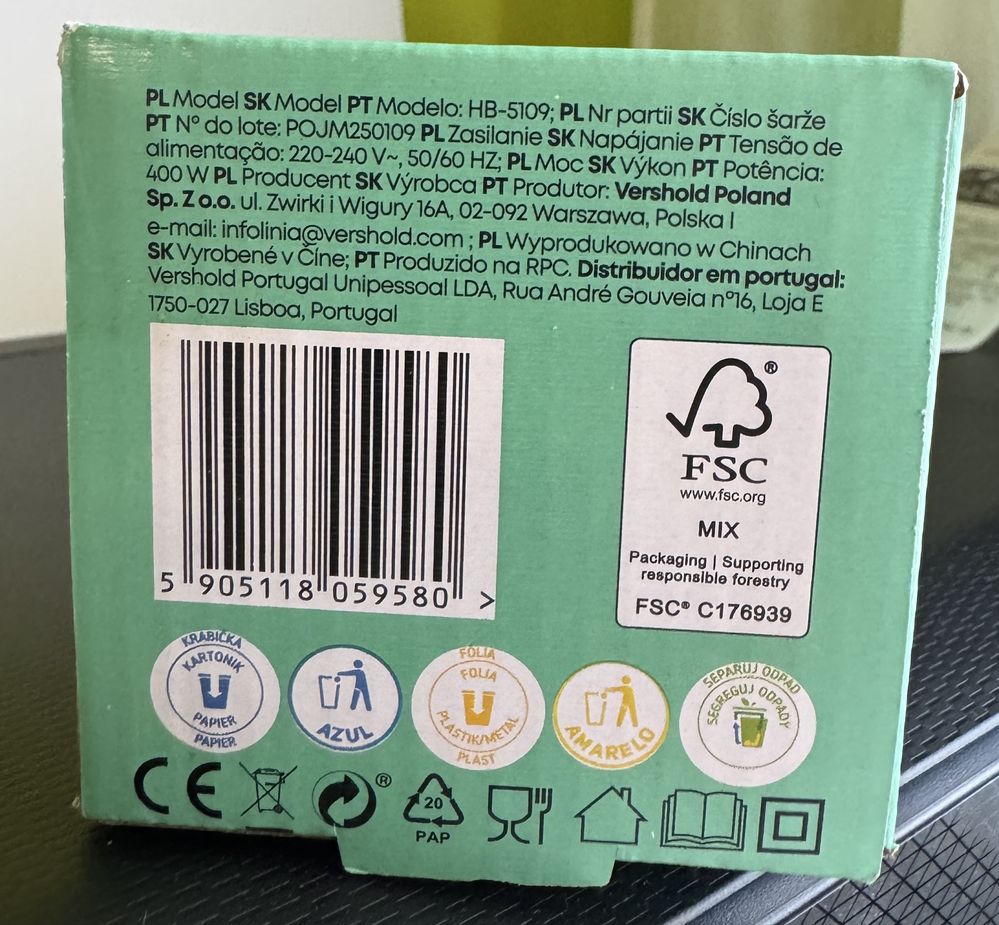 PL Model SK Model PT Modelo: HB-5109; PL Nr partii SK Číslo šarže
PT Nº do lote: POJM250109 PL Zasilanie SK Napájanie PT Tensão de
alimentação: 220-240 V~, 50/60 HZ; PL Moc SK Výkon PT Potência:
400 W PL Producent SK Výrobca PT Produtor: Vershold Poland
Sp. Z o.o. ul. Zwirki i Wigury 16A, 02-092 Warszawa, Polska I
e-mail: infolinia@vershold.com ; PL Wyprodukowano w Chinach
SK Vyrobené v Číne; PT Produzido na RPC. Distribuidor em portugal:
Vershold Portugal Unipessoal LDA, Rua André Gouveia nº16, Loja E
1750-027 Lisboa, Portugal
5 905118 059580 >
FSC®
www.fsc.org
MIX
Packaging | Supporting
responsible forestry
FSC® C176939
KRABIČKA
KARTONIK
PAPIER
PAPIER
AZUL
FÓLIA
FOLIA
PLASTIK/METAL
PLAST
AMARELO
SEPARUJ ODPAD
SEGREGUJ ODPADY
CE
®
20
PAP